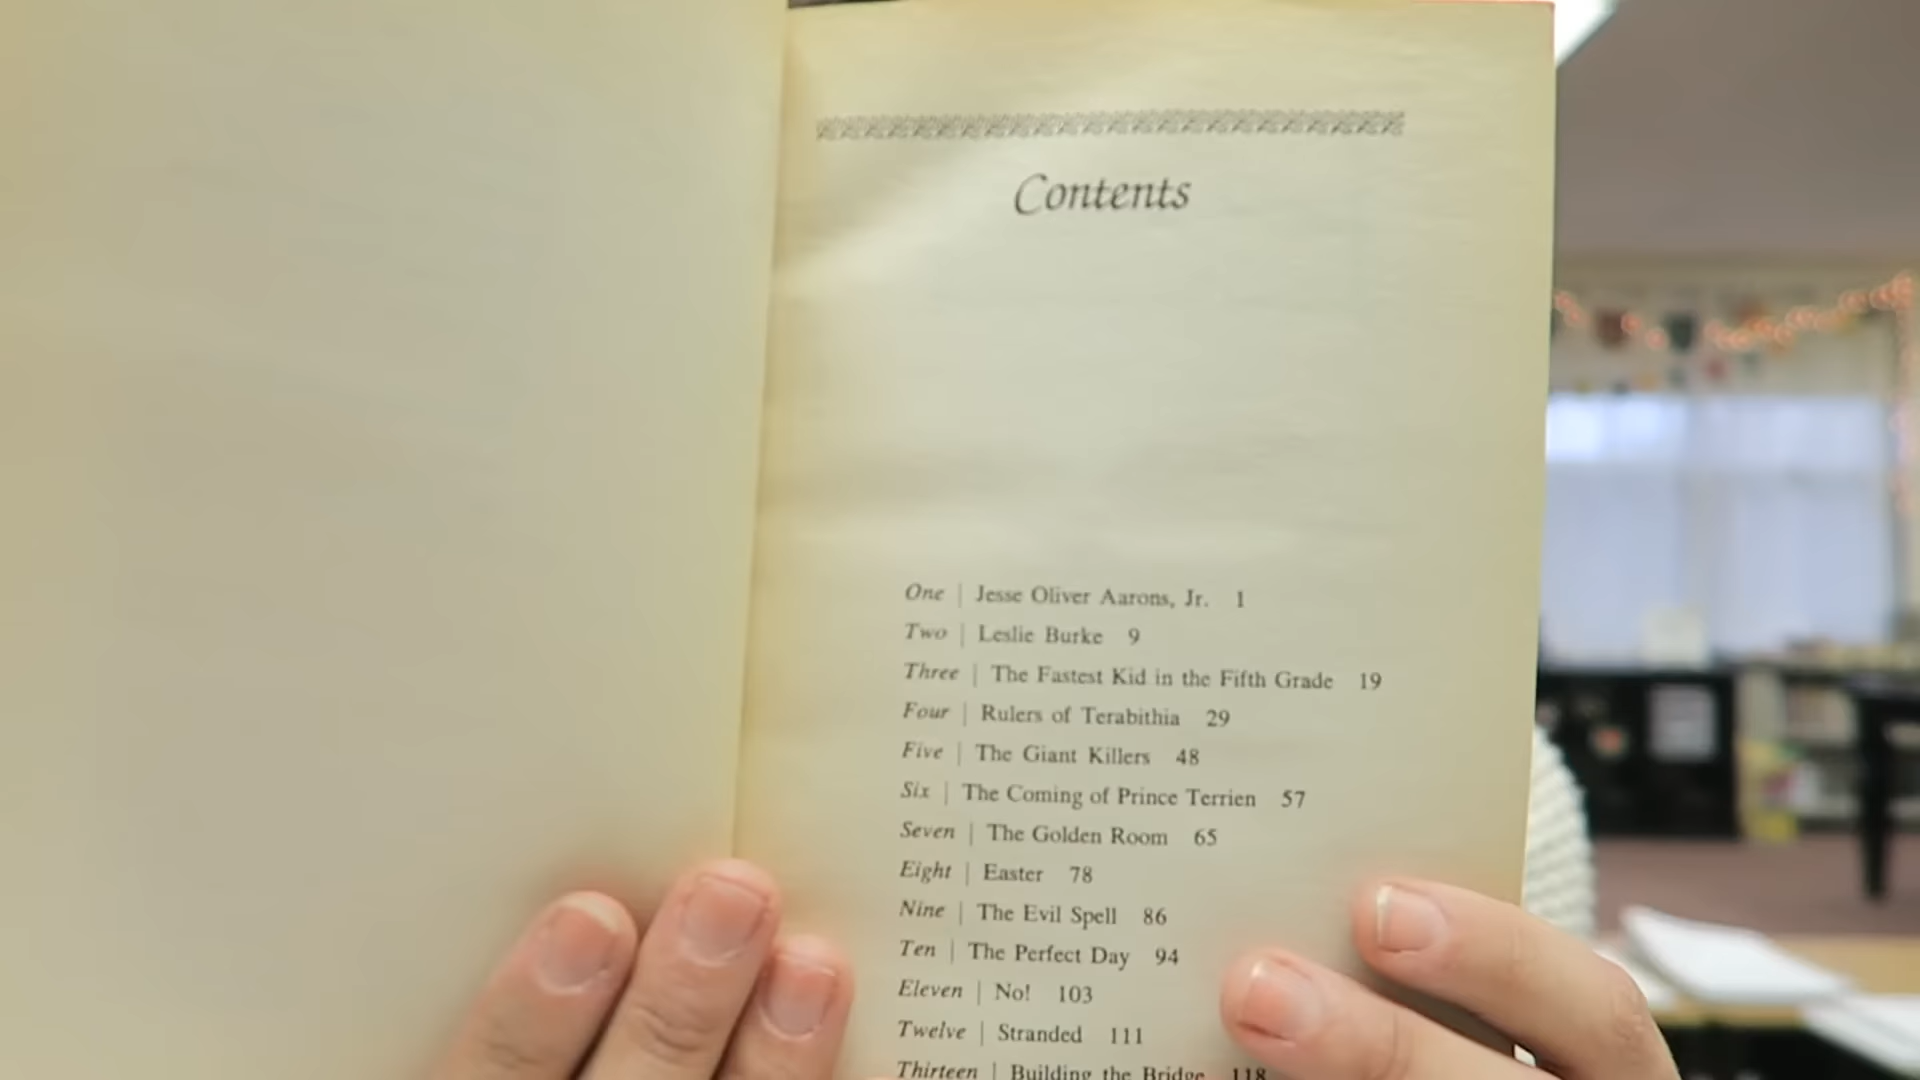 Contents
One | Jesse Oliver Aarons, Jr. 1
Two | Leslie Burke 9
Three | The Fastest Kid in the Fifth Grade 19
Four | Rulers of Terabithia 29
Five | The Giant Killers 48
Six | The Coming of Prince Terrien 57
Seven | The Golden Room 65
Eight | Easter 78
Nine | The Evil Spell 86
Ten | The Perfect Day 94
Eleven | No! 103
Twelve | Stranded 111
Thirteen | Building the Bridge 118